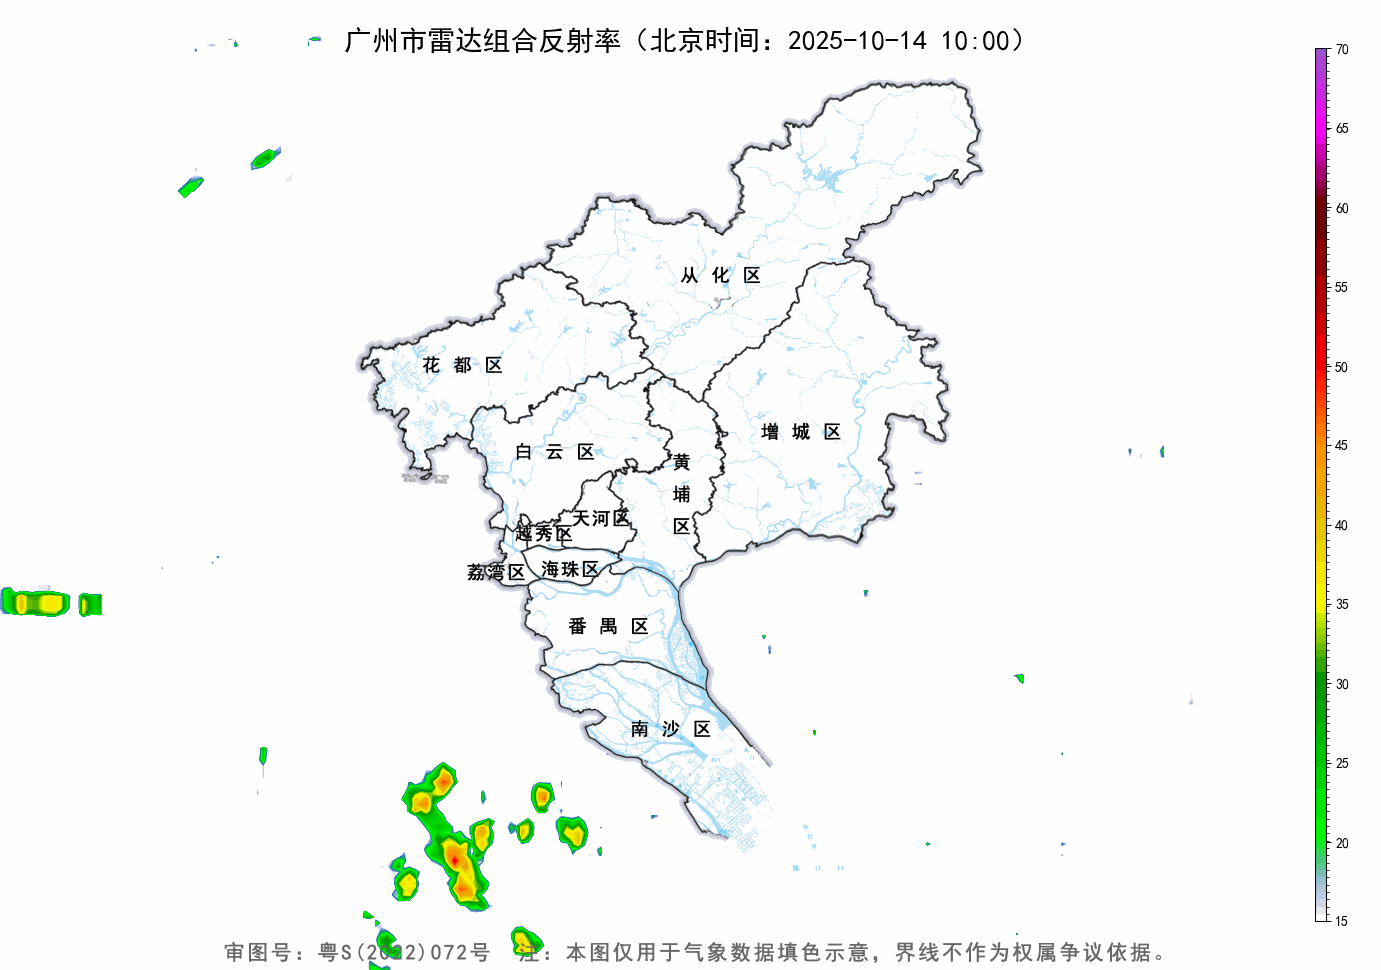 广州市雷达组合反射率（北京时间：2025-10-14 10:00）
70
65
60
55
50
45
40
35
30
25
20
15
从化区
花都区
增城区
白云区
黄埔区
天河区
越秀区
海珠区
荔湾区
番禺区
南沙区
审图号：粤S(2022)072号 注：本图仅用于气象数据填色示意，界线不作为权属争议依据。